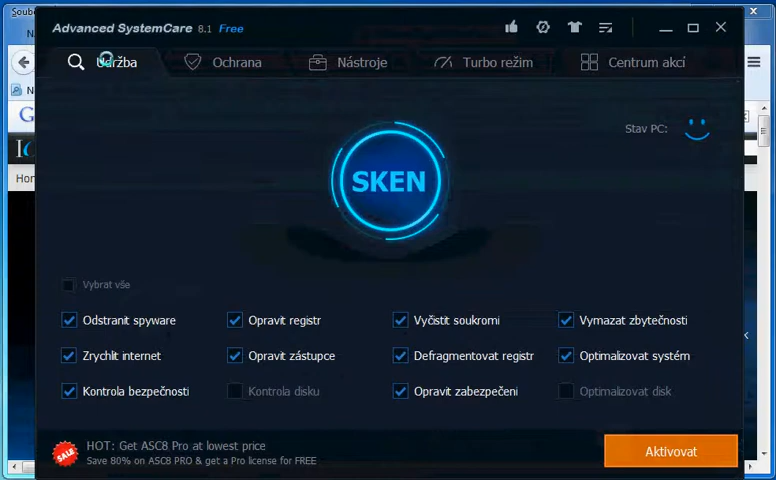 Soubo
Advanced SystemCare 8.1 Free
Údržba
Ochrana
Nástroje
Turbo režim
Centrum akcí
Stav PC:
SKEN
Hor
Vybrat vše
Odstranit spyware
Opravit registr
Vyčistit soukromí
Vymazat zbytečnosti
Zrychlit internet
Opravit zástupce
Defragmentovat registr
Optimalizovat systém
Kontrola bezpečnosti
Kontrola disku
Opravit zabezpečení
Optimalizovat disk
SALE
HOT: Get ASC8 Pro at lowest price
Save 80% on ASC8 PRO & get a Pro license for FREE
Aktivovat